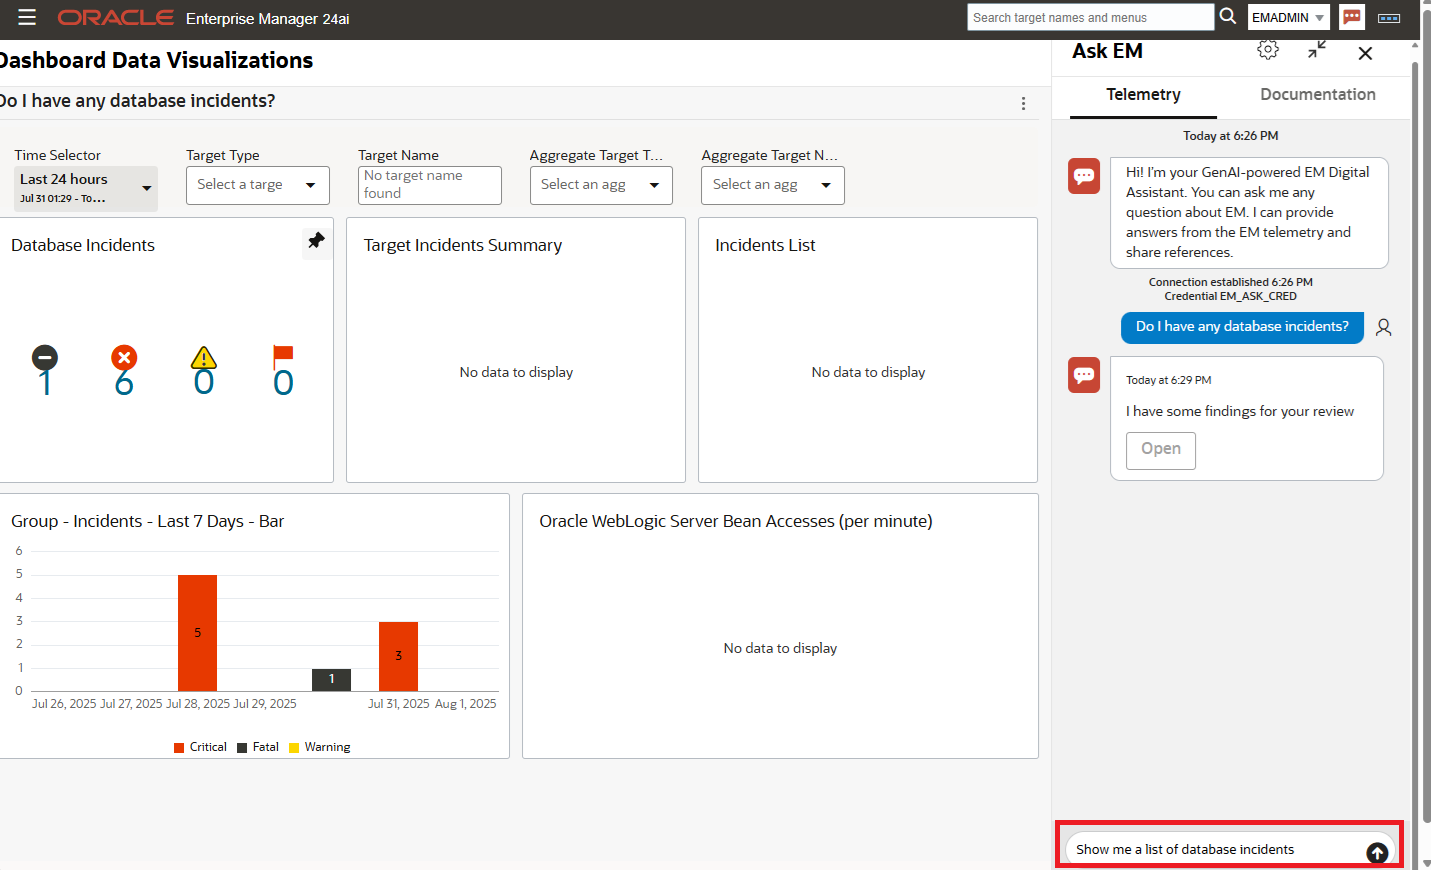 ORACLE Enterprise Manager 24ai
Search target names and menus
EMADMIN
Dashboard Data Visualizations
Do I have any database incidents?
Time Selector
Last 24 hours
Jul 31 01:29 - To...
Target Type
Select a targe
Target Name
No target name
found
Aggregate Target T...
Select an agg
Aggregate Target N...
Select an agg
Database Incidents
1
6
0
0
Target Incidents Summary
No data to display
Incidents List
No data to display
Group - Incidents - Last 7 Days - Bar
6
5
4
3
2
1
0
5
1
3
Jul 26, 2025 Jul 27, 2025 Jul 28, 2025 Jul 29, 2025 Jul 31, 2025 Aug 1, 2025
Critical Fatal Warning
Oracle WebLogic Server Bean Accesses (per minute)
No data to display
Ask EM
Telemetry Documentation
Today at 6:26 PM
Hi! I'm your GenAI-powered EM Digital
Assistant. You can ask me any
question about EM. I can provide
answers from the EM telemetry and
share references.
Connection established 6:26 PM
Credential EM_ASK_CRED
Do I have any database incidents?
Today at 6:29 PM
I have some findings for your review
Open
Show me a list of database incidents